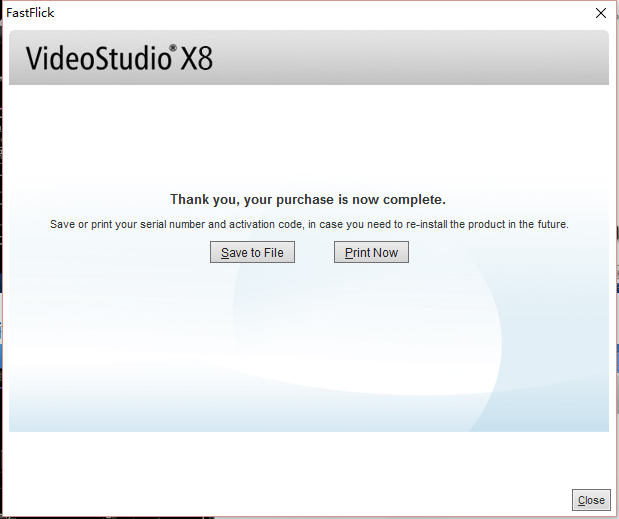 FastFlick
VideoStudio® X8
Thank you, your purchase is now complete.
Save or print your serial number and activation code, in case you need to re-install the product in the future.
Save to File
Print Now
Close